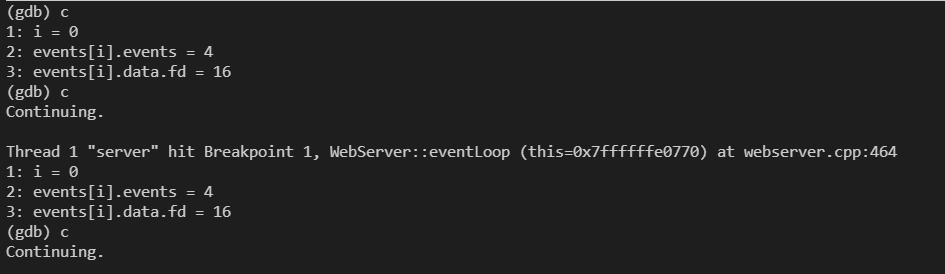 (gdb) c
1: i = 0
2: events[i].events = 4
3: events[i].data.fd = 16
(gdb) c
Continuing.
Thread 1 "server" hit Breakpoint 1, WebServer::eventLoop (this=0x7ffffffe0770) at webserver.cpp:464
1: i = 0
2: events[i].events = 4
3: events[i].data.fd = 16
(gdb) c
Continuing.